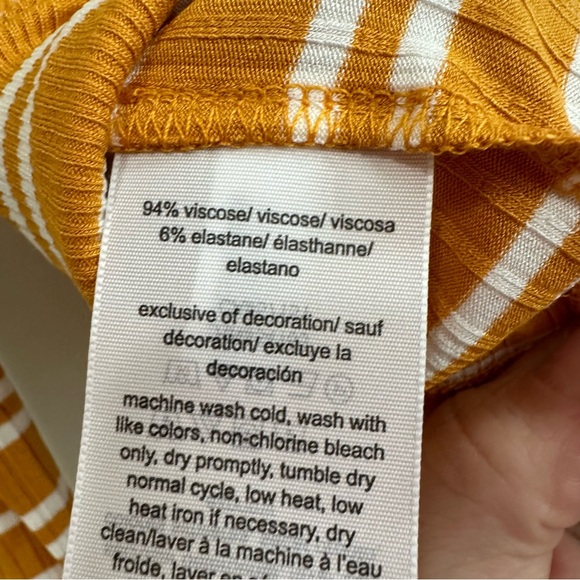 94% viscose/ viscose/ viscosa
6% elastane/ élasthanne/
elastano
exclusive of decoration/ sauf
décoration/ excluye la
decoración
machine wash cold, wash with
like colors, non-chlorine bleach
only, dry promptly, tumble dry
normal cycle, low heat, low
heat iron if necessary, dry
clean/laver à la machine à l'eau
froide, laver